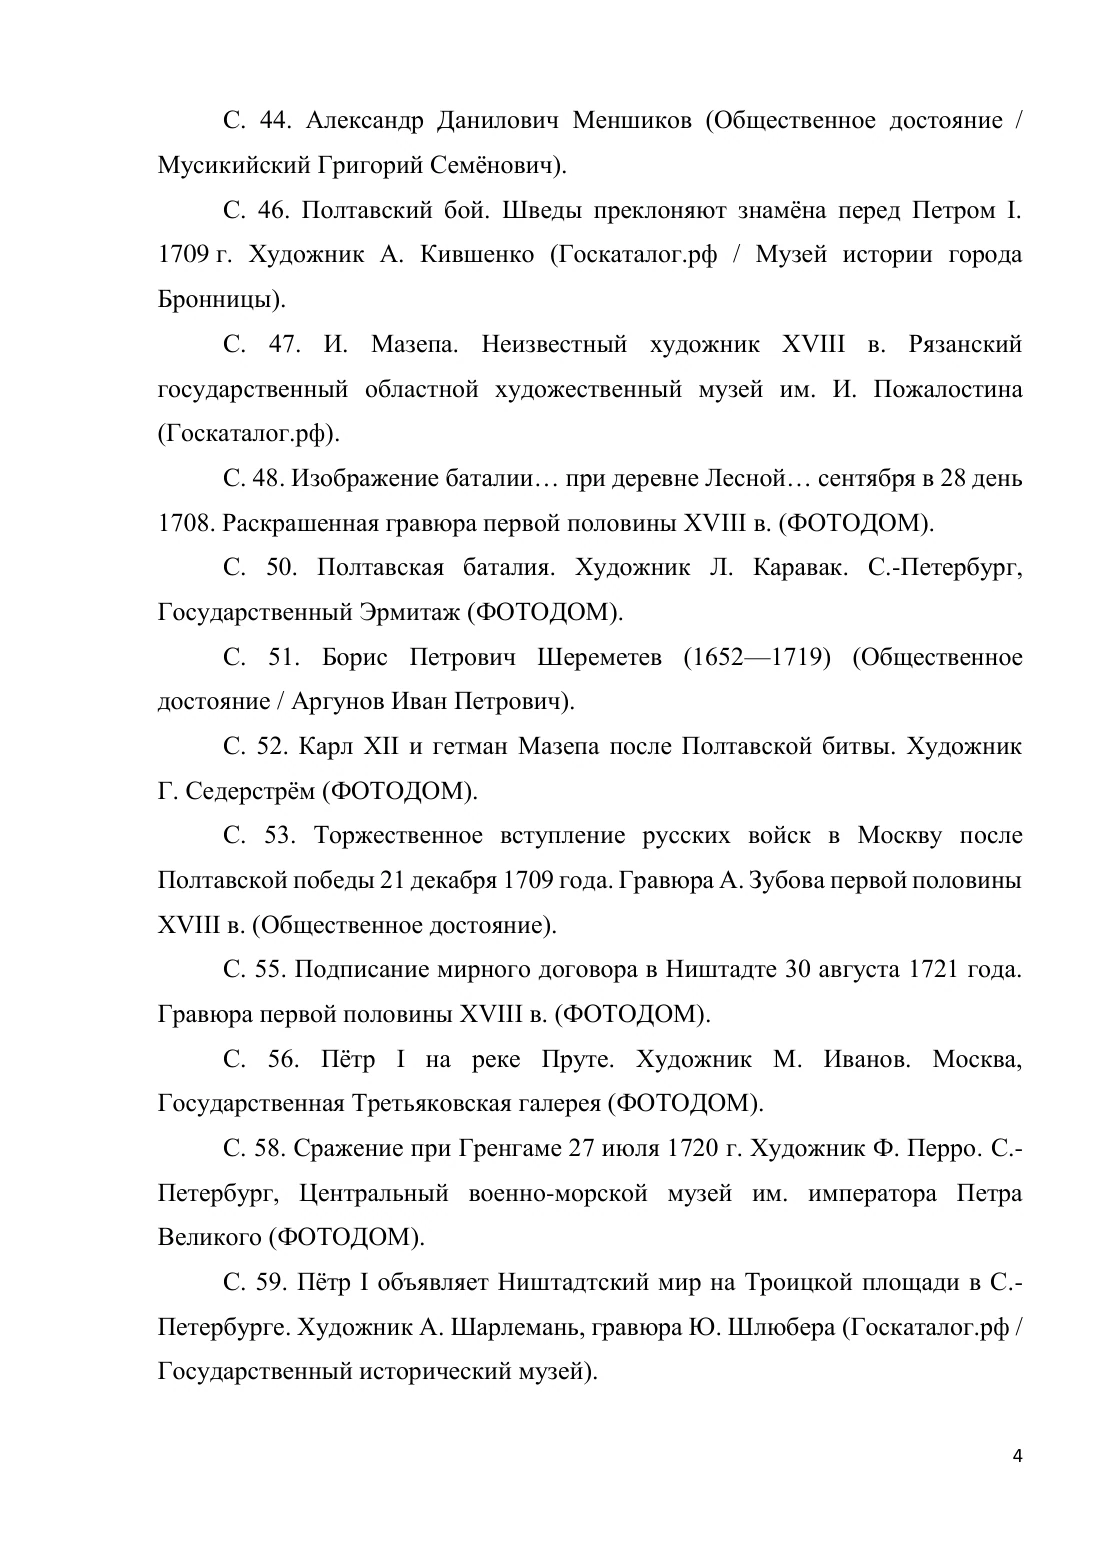 С. 44. Александр Данилович Меншиков (Общественное достояние /
Мусикийский Григорий Семёнович).
С. 46. Полтавский бой. Шведы преклоняют знамёна перед Петром I.
1709 г. Художник А. Кившенко (Госкаталог.рф / Музей истории города
Бронницы).
С. 47. И. Мазепа. Неизвестный художник XVIII в. Рязанский
государственный областной художественный музей им. И. Пожалостина
(Госкаталог.рф).
С. 48. Изображение баталии… при деревне Лесной… сентября в 28 день
1708. Раскрашенная гравюра первой половины XVIII в. (ФОТОДОМ).
С. 50. Полтавская баталия. Художник Л. Каравак. С.-Петербург,
Государственный Эрмитаж (ФОТОДОМ).
С. 51. Борис Петрович Шереметев (1652—1719) (Общественное
достояние / Аргунов Иван Петрович).
С. 52. Карл XII и гетман Мазепа после Полтавской битвы. Художник
Г. Седерстрём (ФОТОДОМ).
С. 53. Торжественное вступление русских войск в Москву после
Полтавской победы 21 декабря 1709 года. Гравюра А. Зубова первой половины
XVIII в. (Общественное достояние).
С. 55. Подписание мирного договора в Ништадте 30 августа 1721 года.
Гравюра первой половины XVIII в. (ФОТОДОМ).
С. 56. Пётр I на реке Пруте. Художник М. Иванов. Москва,
Государственная Третьяковская галерея (ФОТОДОМ).
С. 58. Сражение при Гренгаме 27 июля 1720 г. Художник Ф. Перро. С.-
Петербург, Центральный военно-морской музей им. императора Петра
Великого (ФОТОДОМ).
С. 59. Пётр I объявляет Ништадтский мир на Троицкой площади в С.-
Петербурге. Художник А. Шарлемань, гравюра Ю. Шлюбера (Госкаталог.рф /
Государственный исторический музей).
4